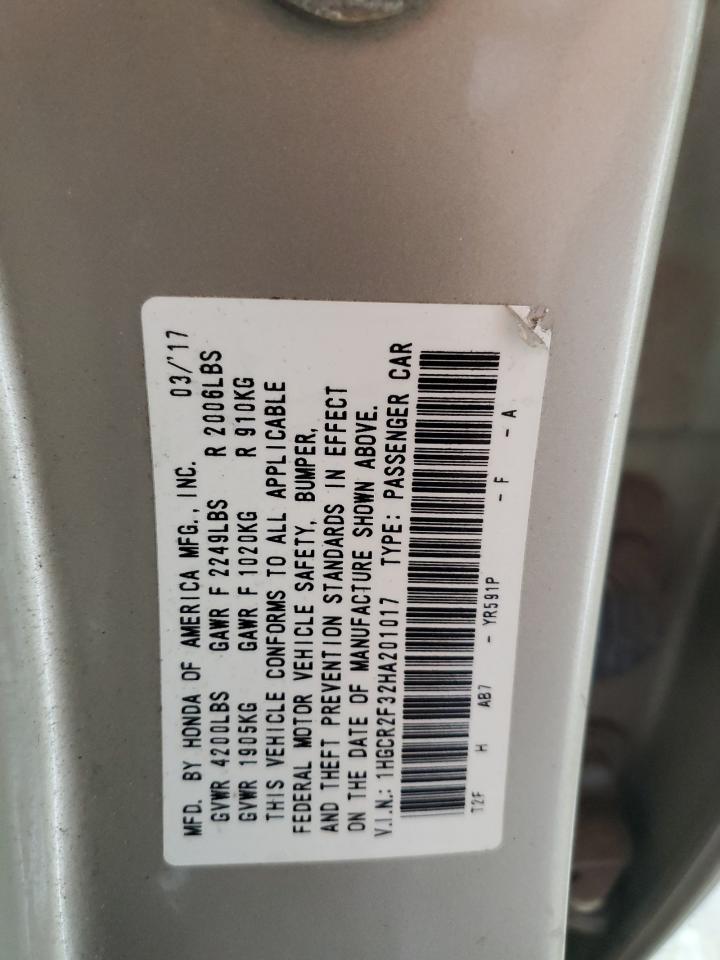 MFD. BY HONDA OF AMERICA MFG., INC. 03/'17
GVWR 4200LBS GAWR F 2249LBS R 2006LBS
GVWR 1905KG GAWR F 1020KG R 910KG
THIS VEHICLE CONFORMS TO ALL APPLICABLE
FEDERAL MOTOR VEHICLE SAFETY, BUMPER,
AND THEFT PREVENTION STANDARDS IN EFFECT
ON THE DATE OF MANUFACTURE SHOWN ABOVE.
V.I.N.: 1HGCR2F32HA201017 TYPE: PASSENGER CAR
T2F H AB7 - YR591P - F - A